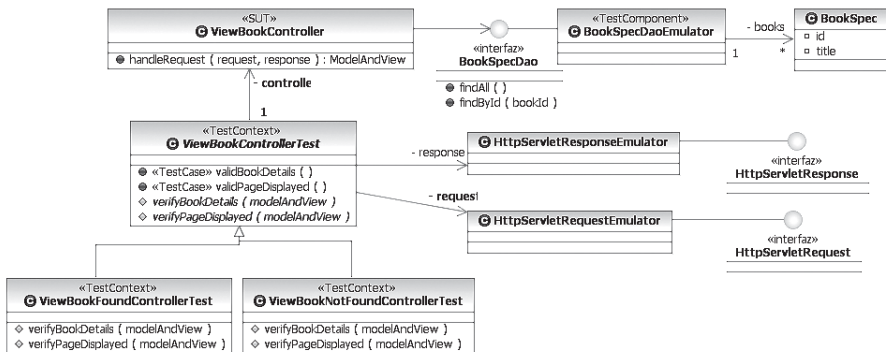 «SUT»
ViewBookController
handleRequest ( request, response ) : ModelAndView
«interfaz»
BookSpecDao
findAll ( )
findById ( bookId )
«TestComponent»
BookSpecDaoEmulator
- books
1
*
BookSpec
id
title
- controlle
1
«TestContext»
ViewBookControllerTest
«TestCase» validBookDetails ( )
«TestCase» validPageDisplayed ( )
verifyBookDetails ( modelAndView )
verifyPageDisplayed ( modelAndView )
- response
HttpServletResponseEmulator
«interfaz»
HttpServletResponse
- request
HttpServletRequestEmulator
«interfaz»
HttpServletRequest
«TestContext»
ViewBookFoundControllerTest
verifyBookDetails ( modelAndView )
verifyPageDisplayed ( modelAndView )
«TestContext»
ViewBookNotFoundControllerTest
verifyBookDetails ( modelAndView )
verifyPageDisplayed ( modelAndView )